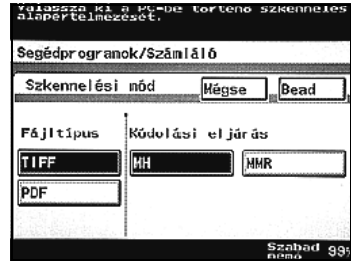 Válassza ki a PC-be történő szkennelés
alapértelmezését.
Segédprogramok/Számláló
Szkennelési mód Mégse Bead
Fájltípus Kódolási eljárás
TIFF MH MMR
PDF
Szabad 99%